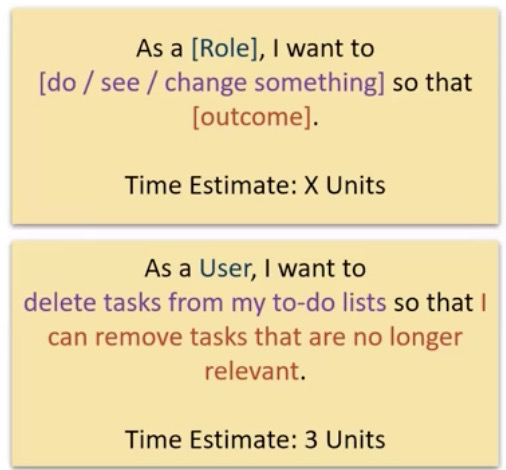 As a [Role], I want to
[do / see / change something] so that
[outcome].
Time Estimate: X Units
As a User, I want to
delete tasks from my to-do lists so that I
can remove tasks that are no longer
relevant.
Time Estimate: 3 Units